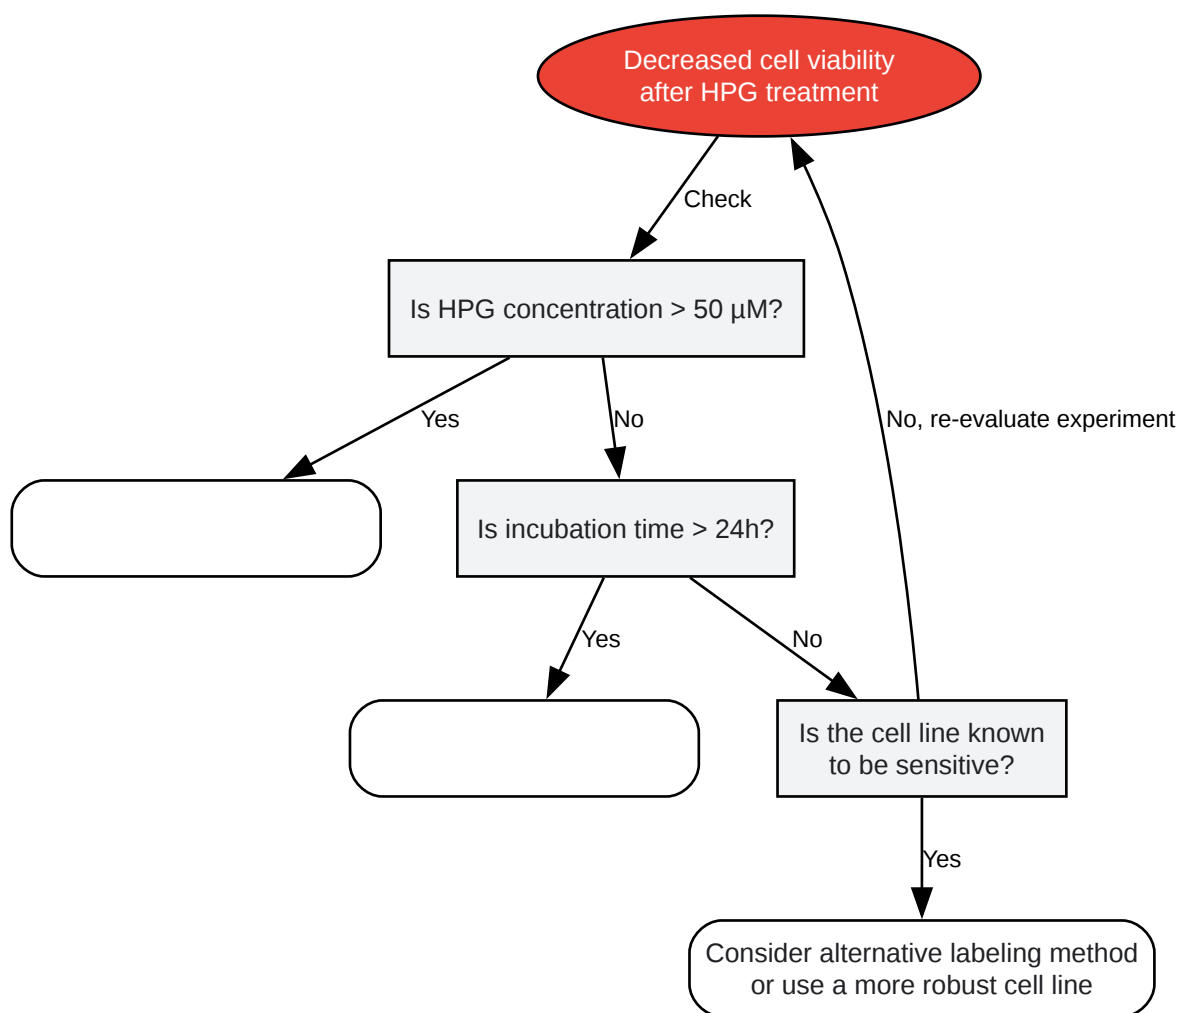 Decreased cell viability
after HPG treatment
Check
Is HPG concentration > 50 µM?
Yes
No
No, re-evaluate experiment
Is incubation time > 24h?
Yes
No
Is the cell line known
to be sensitive?
Yes
Consider alternative labeling method
or use a more robust cell line